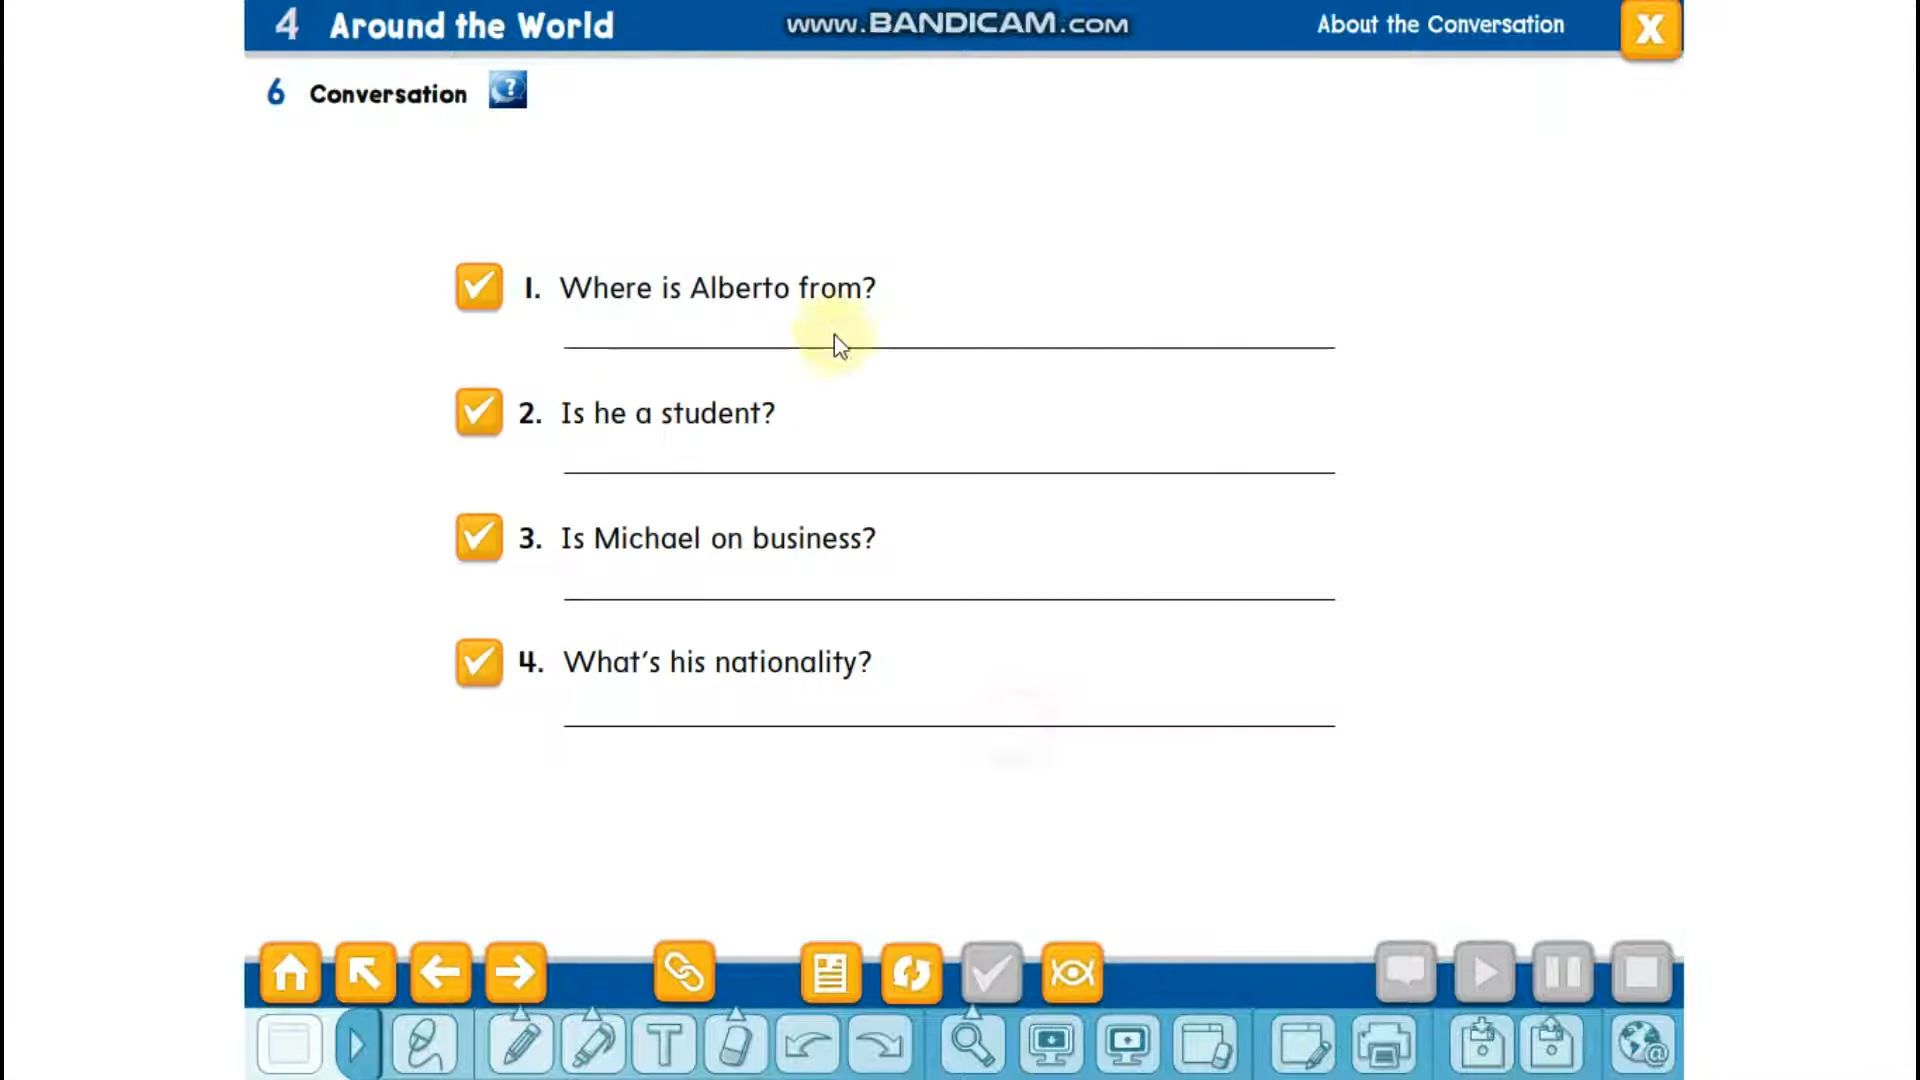 4 Around the World
www.BANDICAM.com
About the Conversation
X
6 Conversation
?
1. Where is Alberto from?
2. Is he a student?
3. Is Michael on business?
4. What's his nationality?
T
@